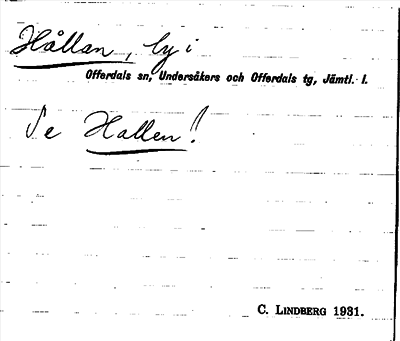 Hållan, by i
Offerdals sn, Undersåkers och Offerdals tg, Jämtl. l.
Se Hallen!
C. LINDBERG 1931.